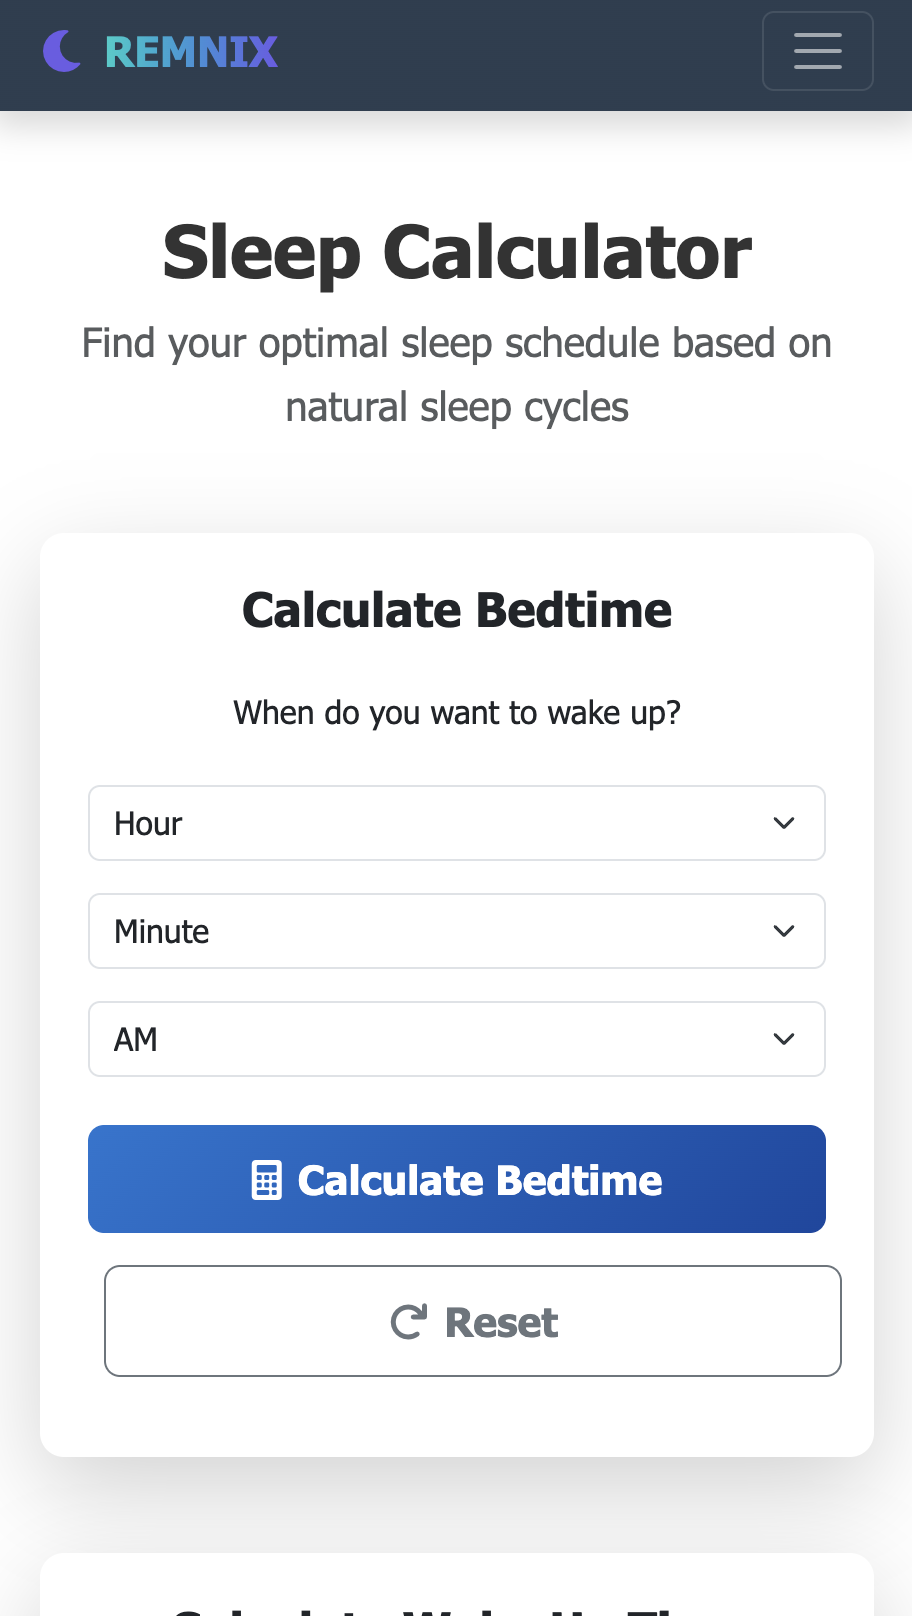 REMNIX
Sleep Calculator
Find your optimal sleep schedule based on
natural sleep cycles
Calculate Bedtime
When do you want to wake up?
Hour
Minute
AM
Calculate Bedtime
Reset